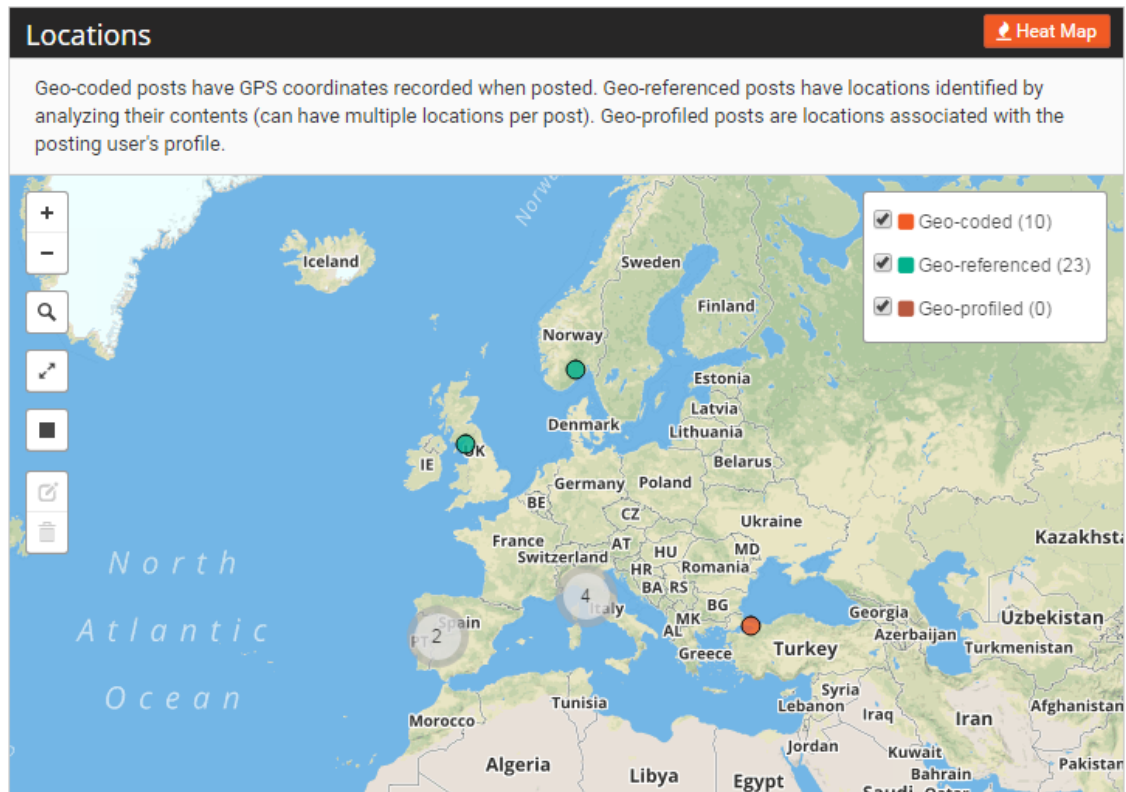 Locations
Heat Map
Geo-coded posts have GPS coordinates recorded when posted. Geo-referenced posts have locations identified by
analyzing their contents (can have multiple locations per post). Geo-profiled posts are locations associated with the
posting user's profile.
+
−
Geo-coded (10)
Geo-referenced (23)
Geo-profiled (0)
Norwe
Iceland
Sweden
Finland
Norway
Estonia
Latvia
Denmark
Lithuania
UK
IE
Belarus
Germany
Poland
BE
CZ
Ukraine
France
AT
Kazakhsta
Switzerland
HU
MD
HR
Romania
BA
RS
4
Italy
BG
Georgia
MK
Uzbekistan
Spain
AL
Azerbaijan
PT
2
Greece
Turkey
Turkmenistan
North
Atlantic
Ocean
Syria
Tunisia
Lebanon
Afghanistan
Morocco
Iraq
Iran
Jordan
Kuwait
Algeria
Pakistan
Libya
Bahrain
Egypt
Saudi
Qatar